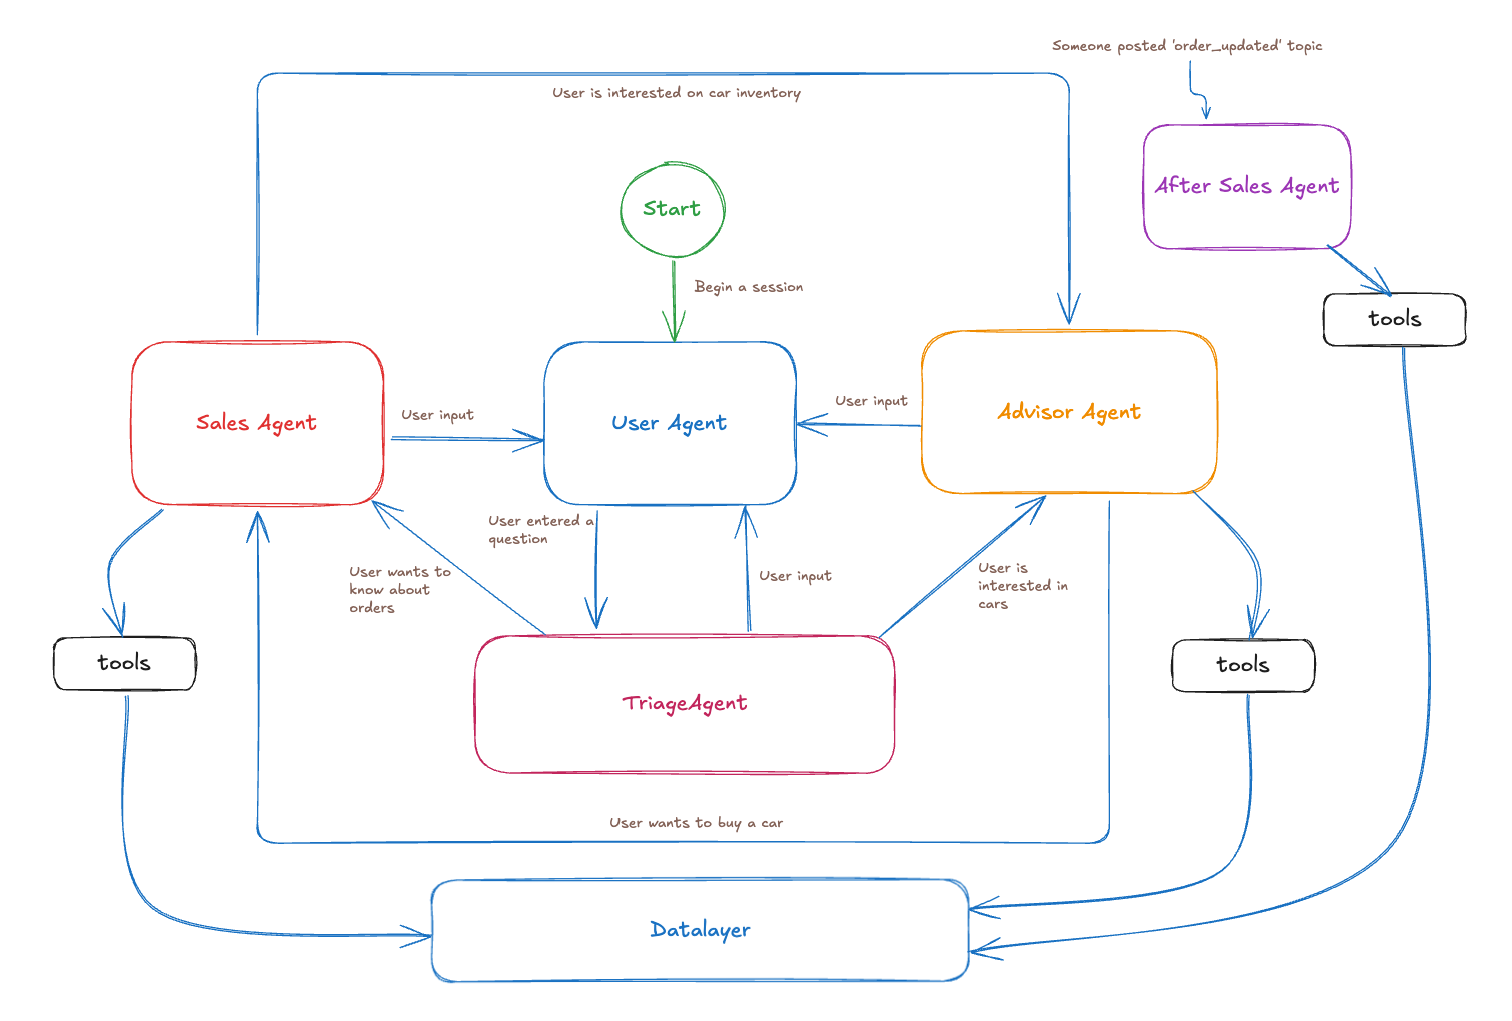 Someone posted 'order_updated' topic
User is interested on car inventory
After Sales Agent
Start
Begin a session
tools
Sales Agent
User input
User Agent
User input
Advisor Agent
User entered a
question
User wants to
know about
orders
User input
User is
interested in
cars
tools
TriageAgent
tools
User wants to buy a car
Datalayer